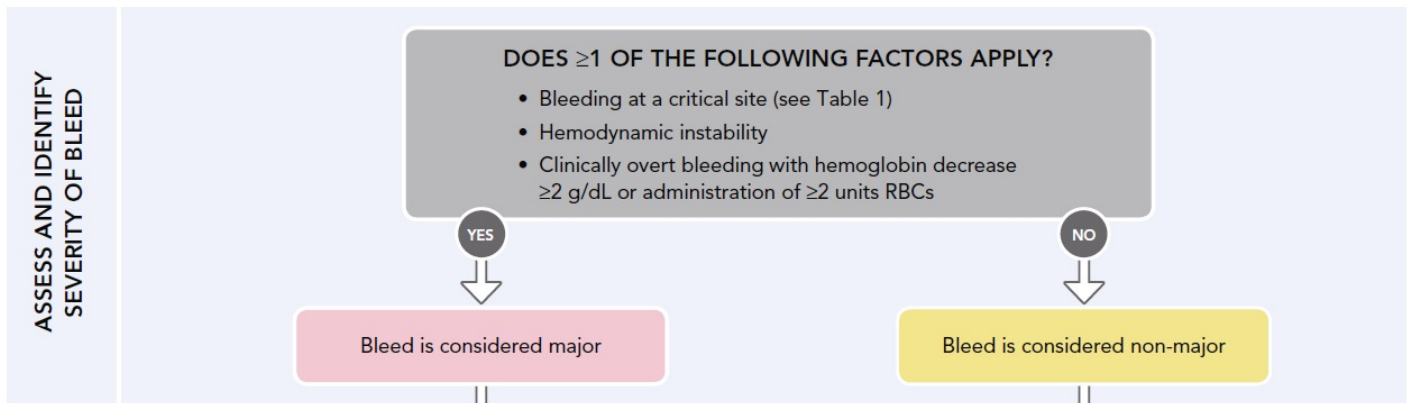 ASSESS AND IDENTIFY
SEVERITY OF BLEED
DOES ≥1 OF THE FOLLOWING FACTORS APPLY?
• Bleeding at a critical site (see Table 1)
• Hemodynamic instability
• Clinically overt bleeding with hemoglobin decrease
≥2 g/dL or administration of ≥2 units RBCs
YES
NO
Bleed is considered major
Bleed is considered non-major